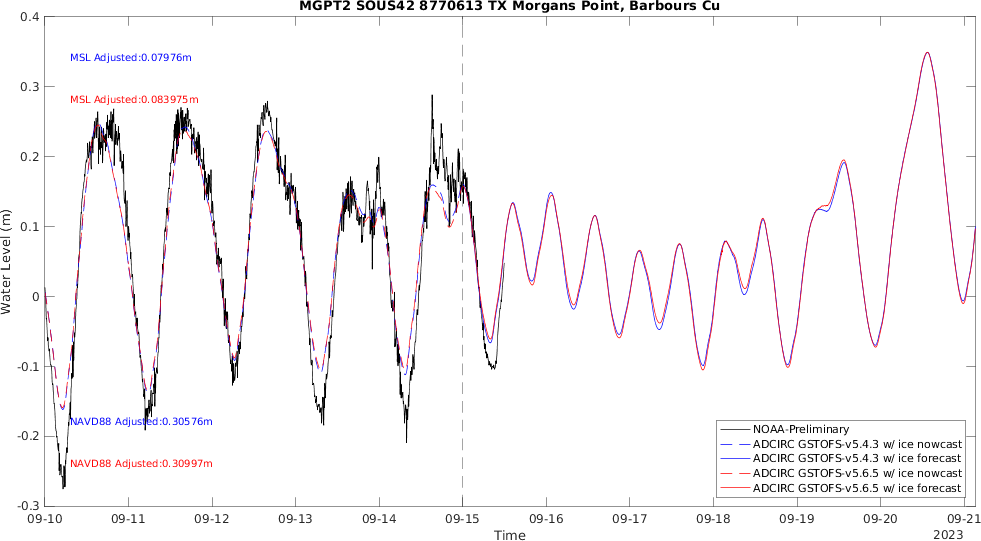 MGPT2 SOUS42 8770613 TX Morgans Point, Barbours Cu
Water Level (m)
0.4
0.3
0.2
0.1
0
-0.1
-0.2
-0.3
MSL Adjusted:0.07976m
MSL Adjusted:0.083975m
NAVD88 Adjusted:0.30576m
NAVD88 Adjusted:0.30997m
NOAA-Preliminary
ADCIRC GSTOFS-v5.4.3 w/ ice nowcast
ADCIRC GSTOFS-v5.4.3 w/ ice forecast
ADCIRC GSTOFS-v5.6.5 w/ ice nowcast
ADCIRC GSTOFS-v5.6.5 w/ ice forecast
09-10 09-11 09-12 09-13 09-14 09-15 09-16 09-17 09-18 09-19 09-20 09-21
Time
2023